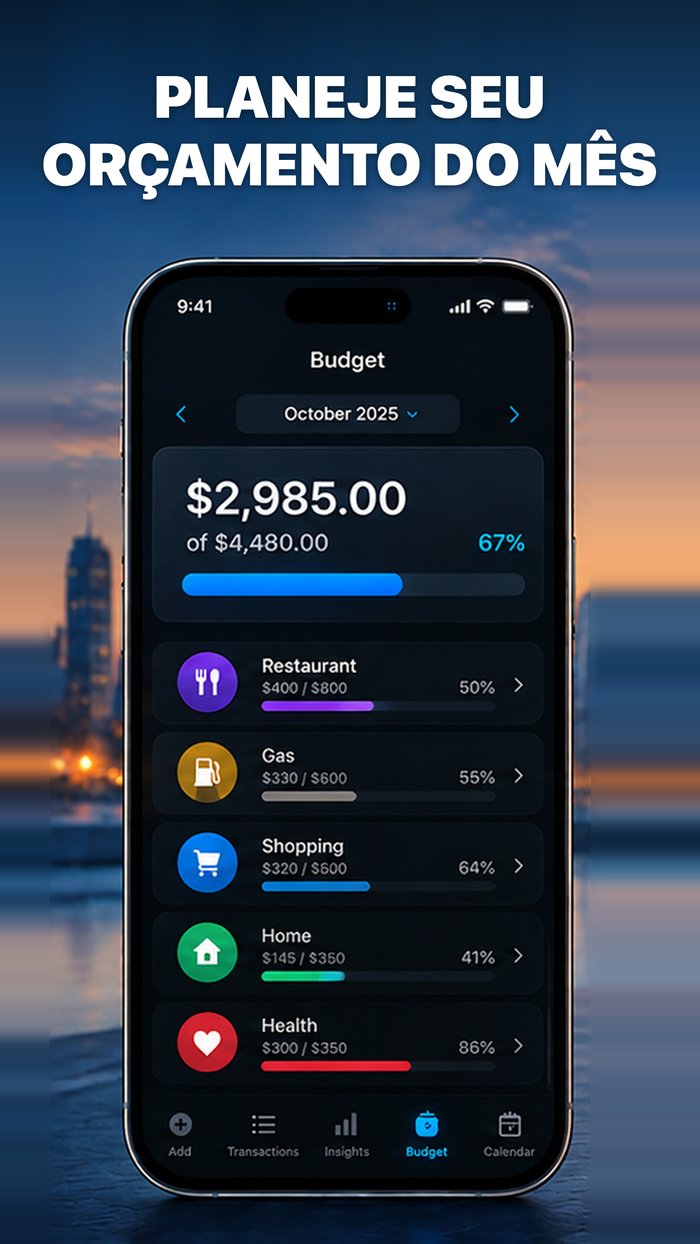 PLANEJE SEU
ORÇAMENTO DO MÊS
9:41
Budget
October 2025
$2,985.00
of $4,480.00
67%
Restaurant
$400 / $800
50%
Gas
$330 / $600
55%
Shopping
$320 / $600
64%
Home
$145 / $350
41%
Health
$300 / $350
86%
Add
Transactions
Insights
Budget
Calendar